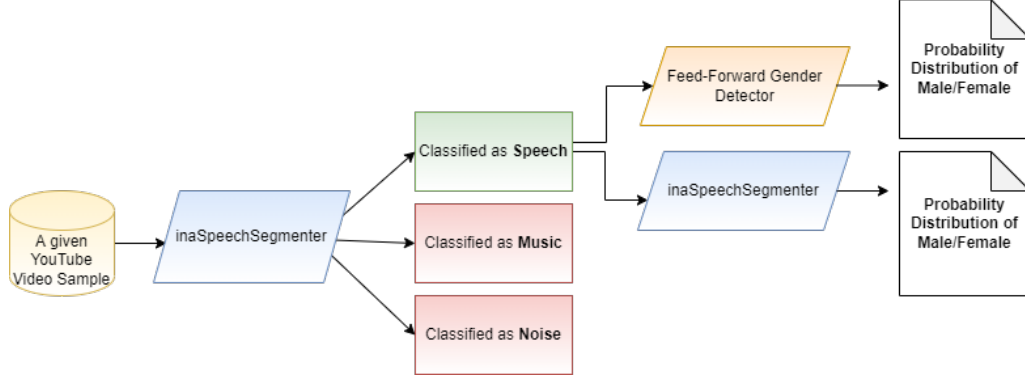 A given
YouTube
Video Sample
inaSpeechSegmenter
Classified as Speech
Classified as Music
Classified as Noise
Feed-Forward Gender
Detector
inaSpeechSegmenter
Probability
Distribution of
Male/Female
Probability
Distribution of
Male/Female